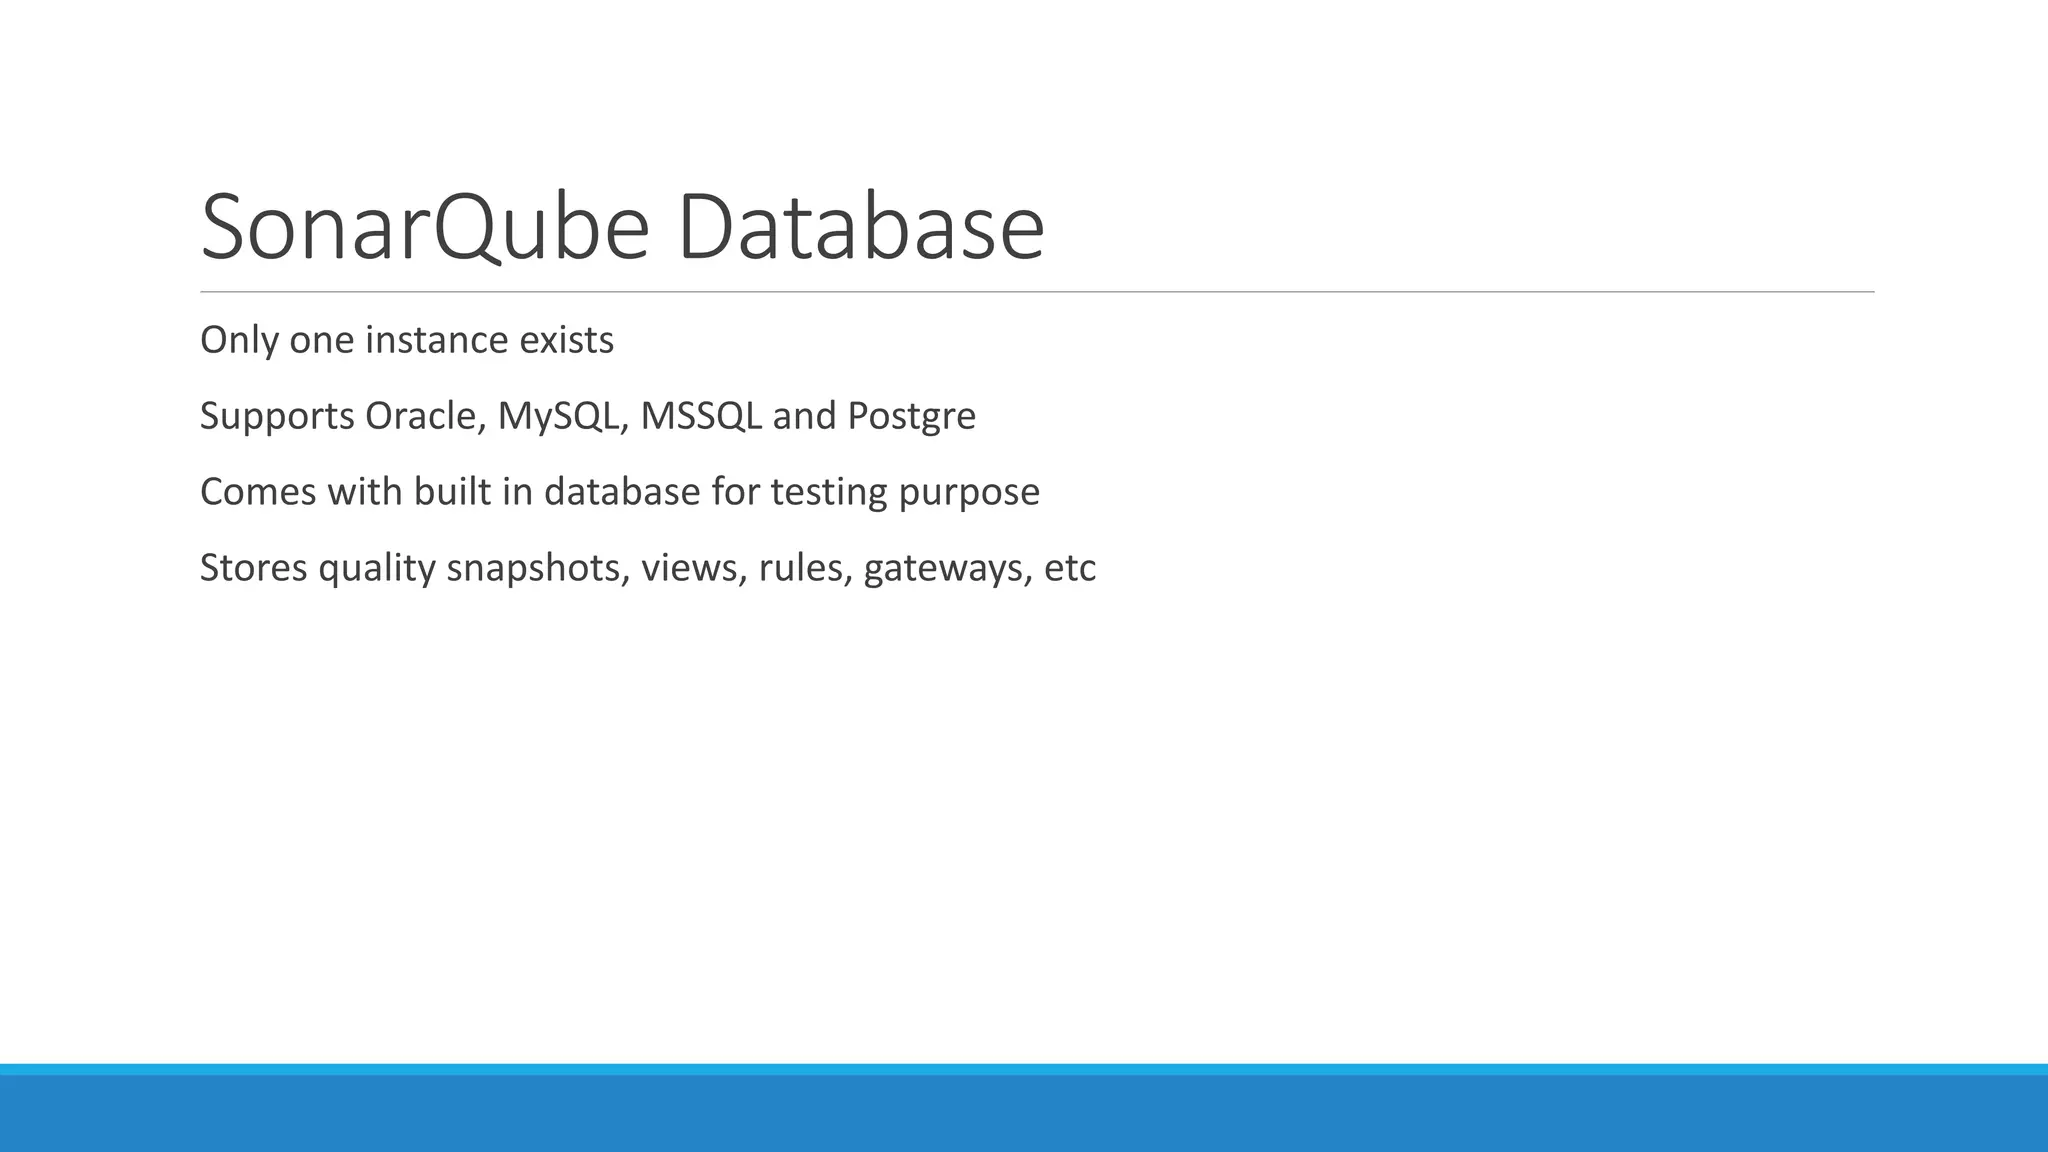 SonarQube Database
Only one instance exists
Supports Oracle, MySQL, MSSQL and Postgre
Comes with built in database for testing purpose
Stores quality snapshots, views, rules, gateways, etc